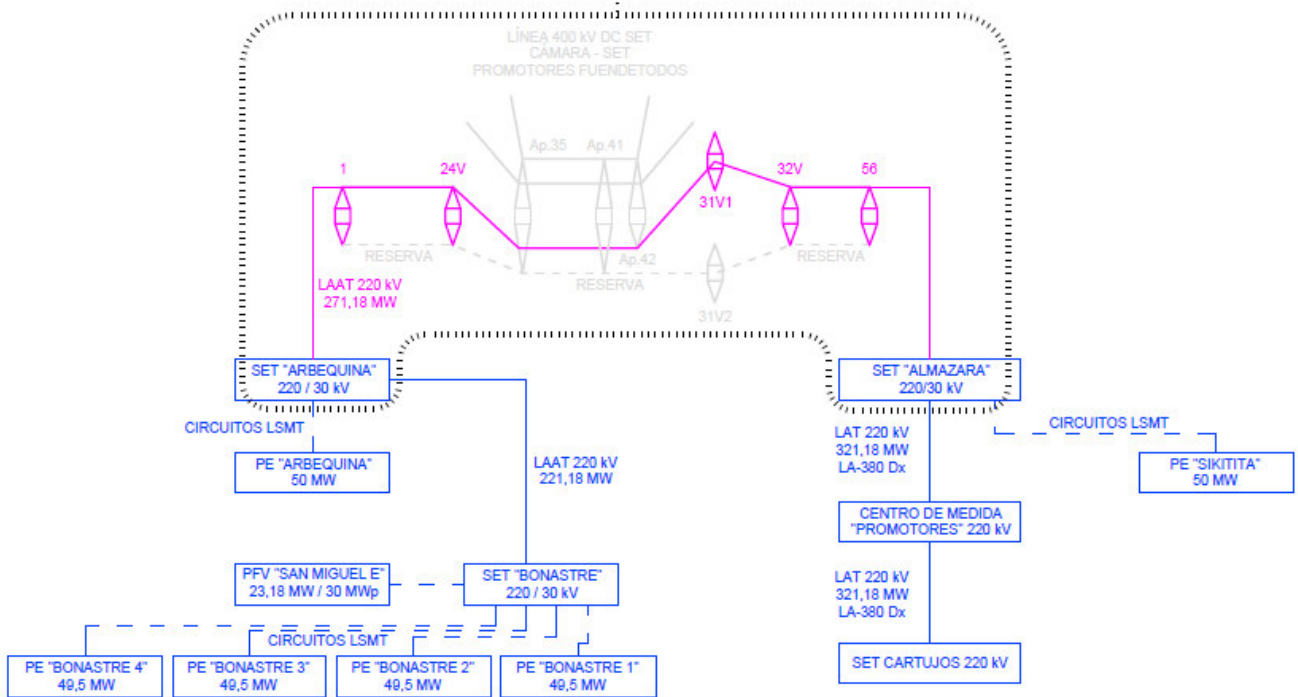 LÍNEA 400 kV DC SET
CÁMARA - SET
PROMOTORES FUENDETODOS
Ap.35
Ap.41
1
24V
31V1
32V
56
RESERVA
Ap.42
RESERVA
RESERVA
31V2
LAAT 220 kV
271,18 MW
SET "ARBEQUINA"
220 / 30 kV
SET "ALMAZARA"
220/30 kV
CIRCUITOS LSMT
PE "ARBEQUINA"
50 MW
LAAT 220 kV
221,18 MW
LAT 220 kV
321,18 MW
LA-380 Dx
CIRCUITOS LSMT
PE "SIKITITA"
50 MW
CENTRO DE MEDIDA
"PROMOTORES" 220 kV
PFV "SAN MIGUEL E"
23,18 MW / 30 MWp
SET "BONASTRE"
220 / 30 kV
LAT 220 kV
321,18 MW
LA-380 Dx
CIRCUITOS LSMT
PE "BONASTRE 4"
49,5 MW
PE "BONASTRE 3"
49,5 MW
PE "BONASTRE 2"
49,5 MW
PE "BONASTRE 1"
49,5 MW
SET CARTUJOS 220 kV